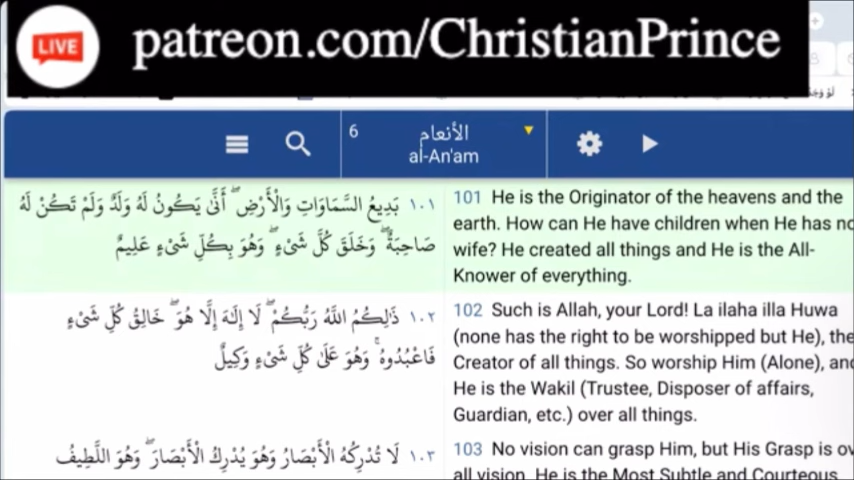 LIVE
patreon.com/ChristianPrince
6
الأنعام
al-An'am
١٠١ بَدِيعُ السَّمَاوَاتِ وَالْأَرْضِ ۖ أَنَّىٰ يَكُونُ لَهُ وَلَدٌ وَلَمْ تَكُنْ لَهُ
صَاحِبَةٌ ۖ وَخَلَقَ كُلَّ شَيْءٍ ۖ وَهُوَ بِكُلِّ شَيْءٍ عَلِيمٌ
101 He is the Originator of the heavens and the
earth. How can He have children when He has no
wife? He created all things and He is the All-
Knower of everything.
١٠٢ ذَٰلِكُمُ اللَّهُ رَبُّكُمْ ۖ لَا إِلَٰهَ إِلَّا هُوَ ۖ خَالِقُ كُلِّ شَيْءٍ
فَاعْبُدُوهُ ۚ وَهُوَ عَلَىٰ كُلِّ شَيْءٍ وَكِيلٌ
102 Such is Allah, your Lord! La ilaha illa Huwa
(none has the right to be worshipped but He), the
Creator of all things. So worship Him (Alone), and
He is the Wakil (Trustee, Disposer of affairs,
Guardian, etc.) over all things.
١٠٣ لَا تُدْرِكُهُ الْأَبْصَارُ وَهُوَ يُدْرِكُ الْأَبْصَارَ ۖ وَهُوَ اللَّطِيفُ
103 No vision can grasp Him, but His Grasp is ov
all vision. He is the Most Subtle and Courteous